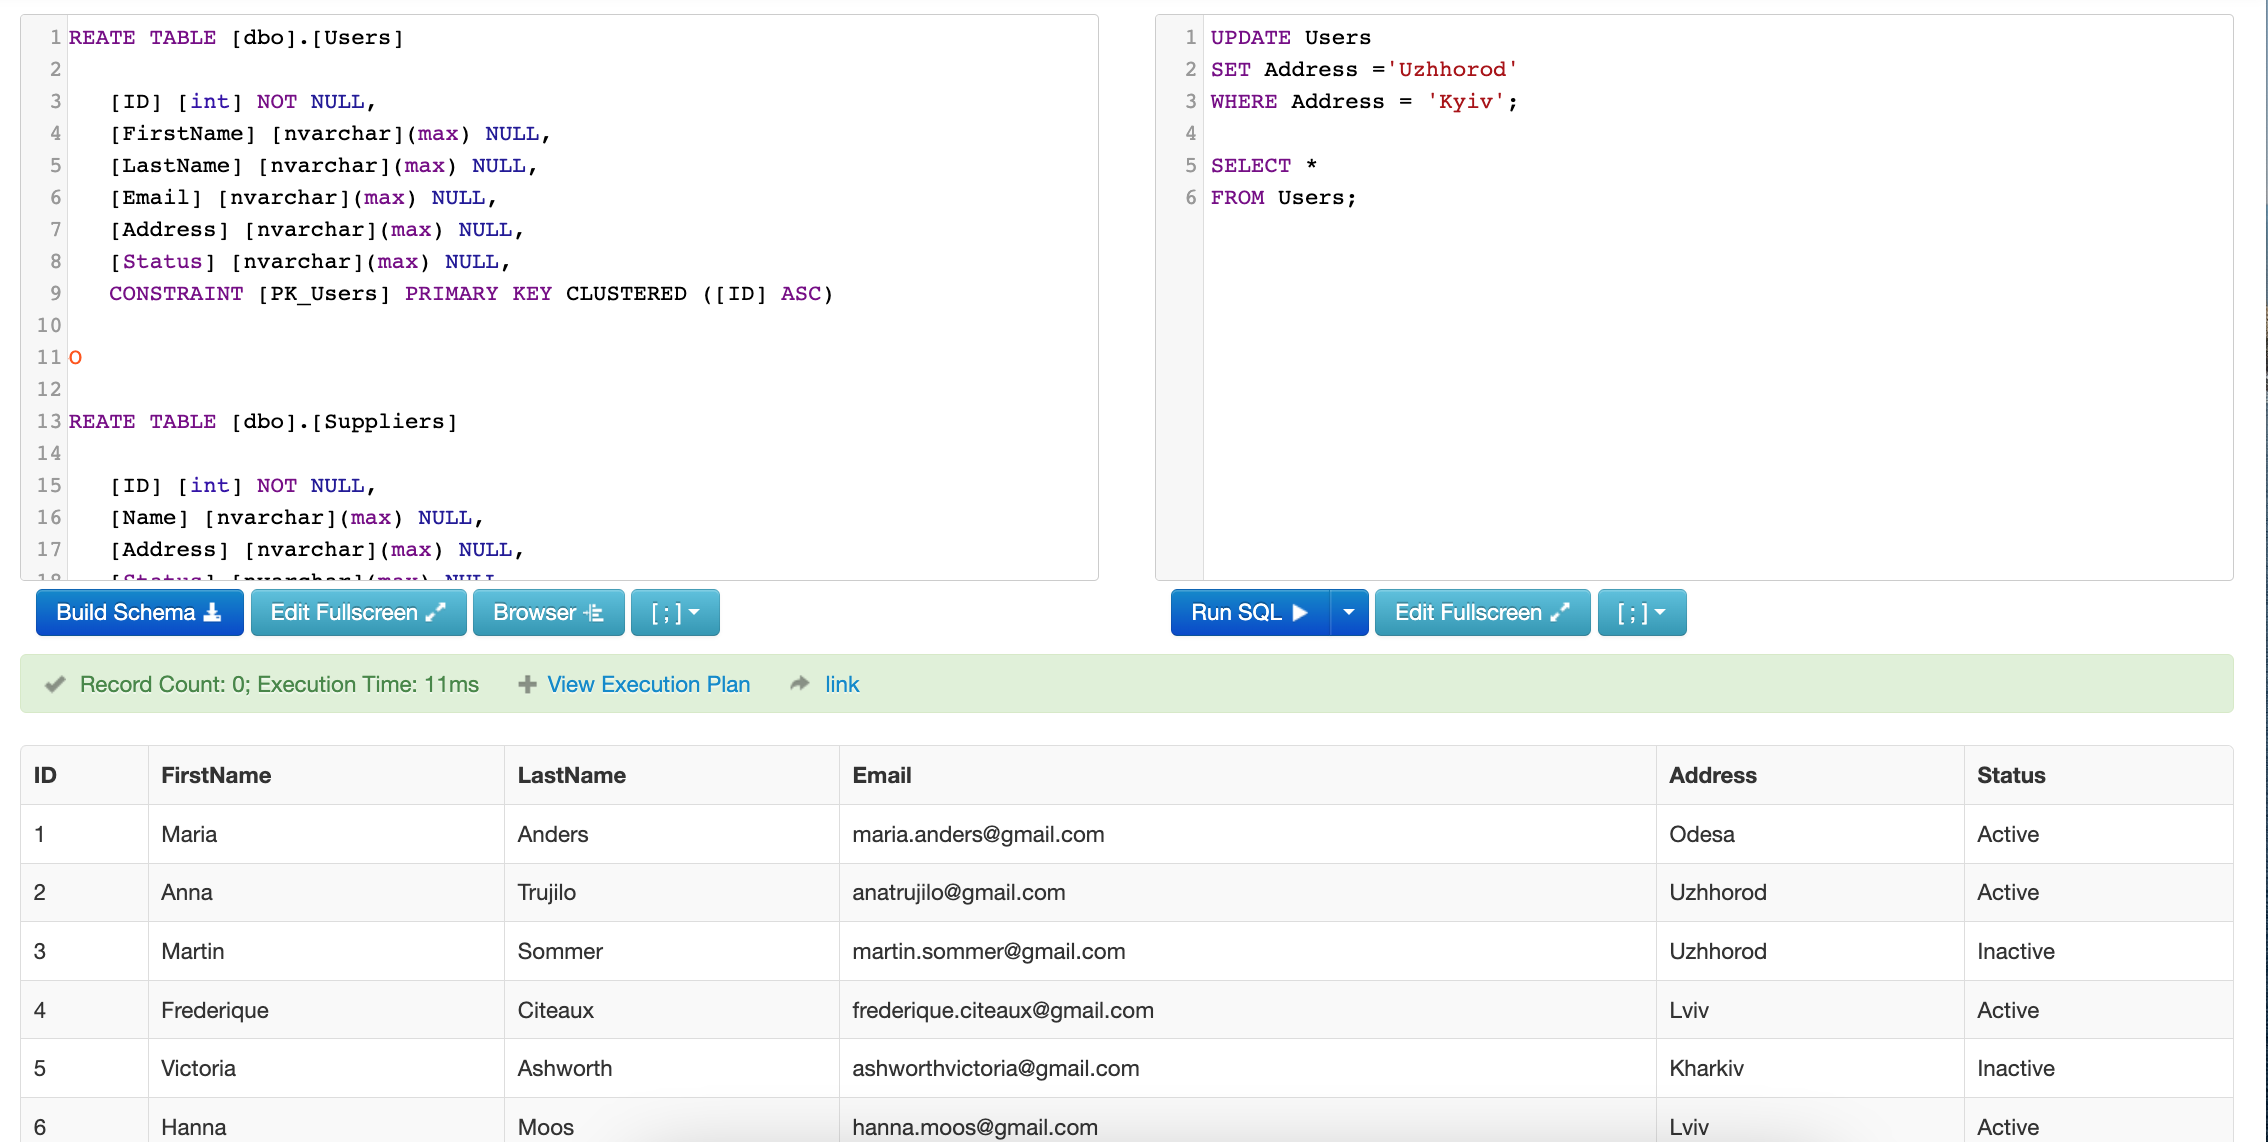 1 REATE TABLE [dbo].[Users]
2
3 [ID] [int] NOT NULL,
4 [FirstName] [nvarchar](max) NULL,
5 [LastName] [nvarchar](max) NULL,
6 [Email] [nvarchar](max) NULL,
7 [Address] [nvarchar](max) NULL,
8 [Status] [nvarchar](max) NULL,
9 CONSTRAINT [PK_Users] PRIMARY KEY CLUSTERED ([ID] ASC)
10
11 O
12
13 REATE TABLE [dbo].[Suppliers]
14
15 [ID] [int] NOT NULL,
16 [Name] [nvarchar](max) NULL,
17 [Address] [nvarchar](max) NULL,
18 [Status] [nvarchar](max) NULL
Build Schema Edit Fullscreen Browser [ ; ]
1 UPDATE Users
2 SET Address ='Uzhhorod'
3 WHERE Address = 'Kyiv';
4
5 SELECT *
6 FROM Users;
Run SQL Edit Fullscreen [ ; ]
Record Count: 0; Execution Time: 11ms View Execution Plan link
ID FirstName LastName Email Address Status
1 Maria Anders maria.anders@gmail.com Odesa Active
2 Anna Trujilo anatrujilo@gmail.com Uzhhorod Active
3 Martin Sommer martin.sommer@gmail.com Uzhhorod Inactive
4 Frederique Citeaux frederique.citeaux@gmail.com Lviv Active
5 Victoria Ashworth ashworthvictoria@gmail.com Kharkiv Inactive
6 Hanna Moos hanna.moos@gmail.com Lviv Active